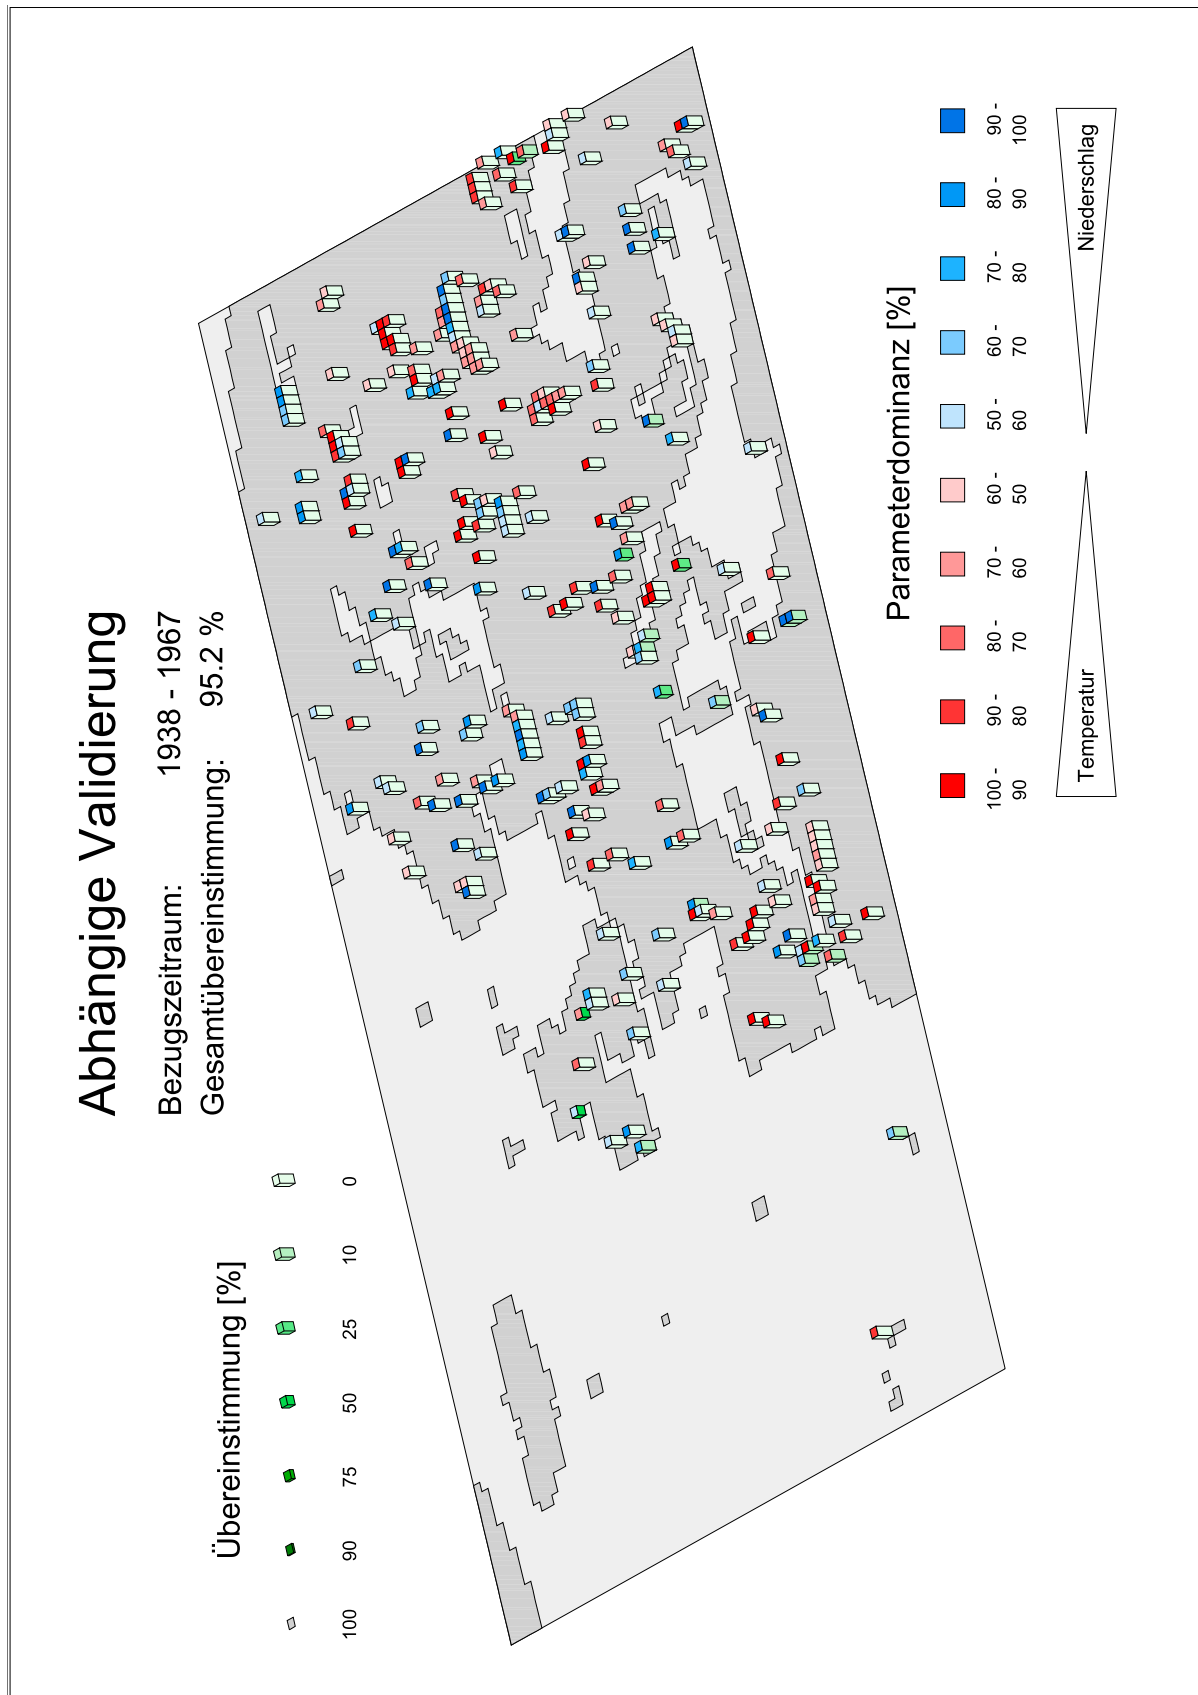 Abhängige Validierung
Bezugszeitraum: 1938 - 1967
Gesamtübereinstimmung: 95.2 %
Übereinstimmung [%]
100 90 75 50 25 10 0
Parameterdominanz [%]
100 - 90 - 80 - 70 - 60 - 50 - 60 - 70 - 80 - 90 -
90 80 70 60 50 60 70 80 90 100
Temperatur Niederschlag